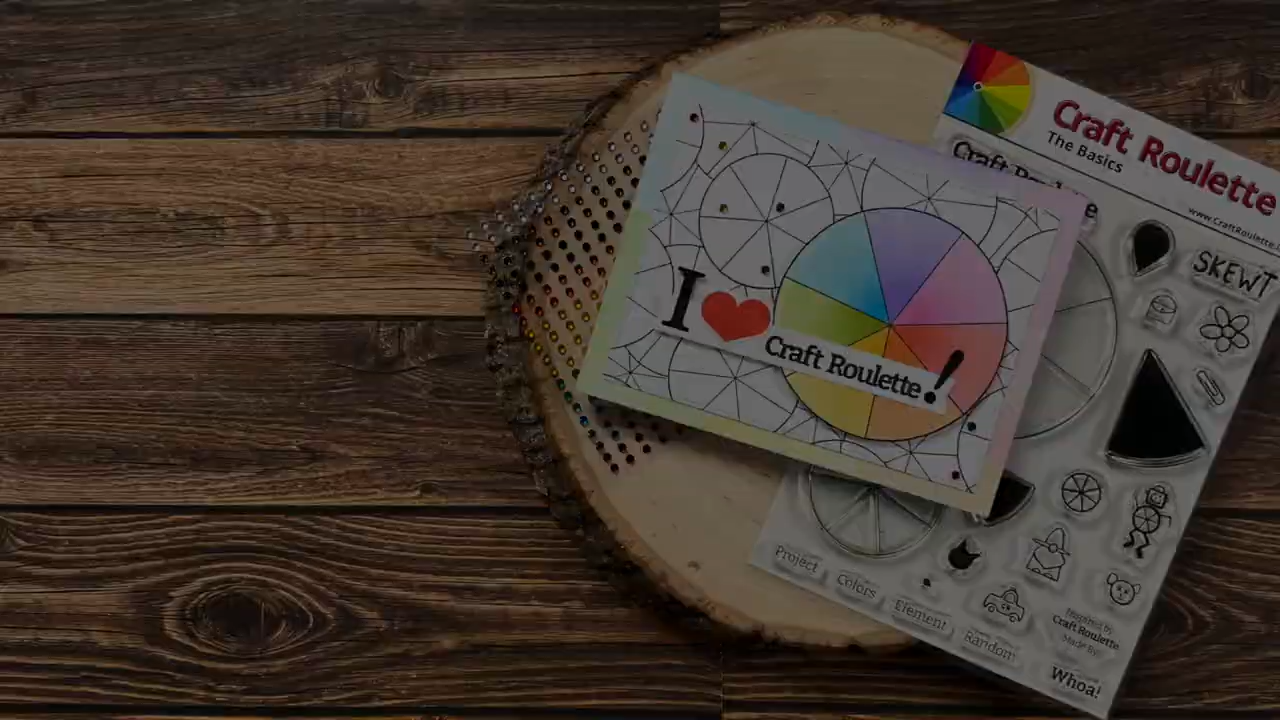 Craft Roulette
The Basics
www.CraftRoulette.
SKEWT
I
Craft Roulette!
Project
Colors
Element
Random
Inspired by
Craft Roulette
Made By:
Whoa!